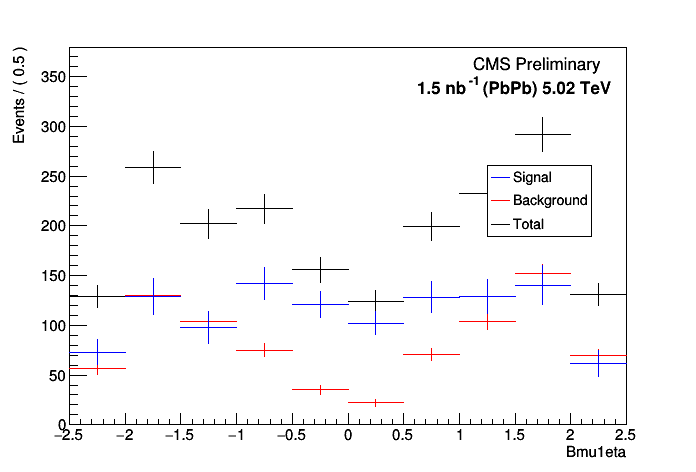 CMS Preliminary
1.5 nb-1 (PbPb) 5.02 TeV
Events / ( 0.5 )
350
300
250
200
150
100
50
0
Signal
Background
Total
−2.5 −2 −1.5 −1 −0.5 0 0.5 1 1.5 2 2.5
Bmu1eta